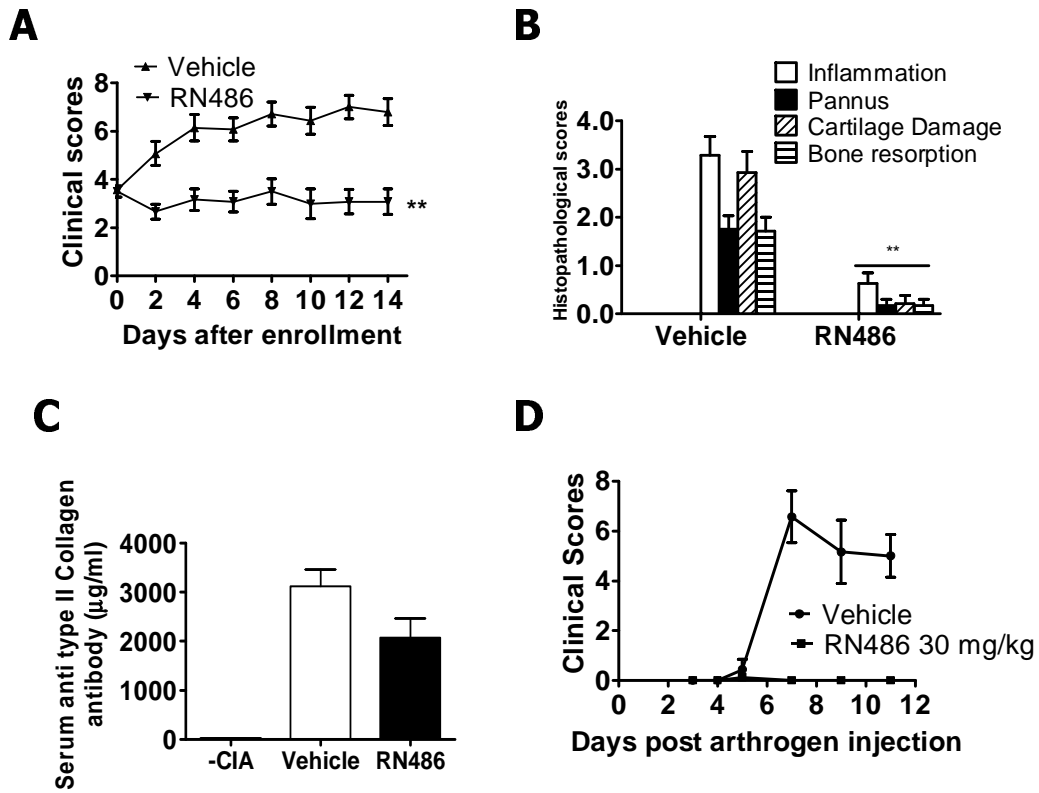 A
Vehicle
RN486
Clinical scores
8
6
4
2
0
**
0 2 4 6 8 10 12 14
Days after enrollment
B
Inflammation
Pannus
Cartilage Damage
Bone resorption
Histopathological scores
4.0
3.0
2.0
1.0
0.0
**
Vehicle RN486
C
Serum anti type II Collagen
antibody (μg/ml)
4000
3000
2000
1000
0
-CIA Vehicle RN486
D
Clinical Scores
8
6
4
2
0
Vehicle
RN486 30 mg/kg
0 2 4 6 8 10 12
Days post arthrogen injection